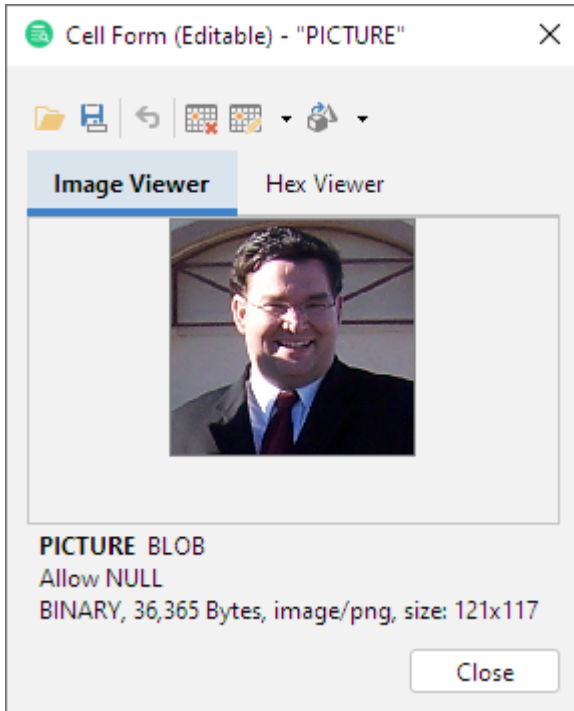 Cell Form (Editable) - "PICTURE"
Image Viewer Hex Viewer
PICTURE BLOB
Allow NULL
BINARY, 36,365 Bytes, image/png, size: 121x117
Close